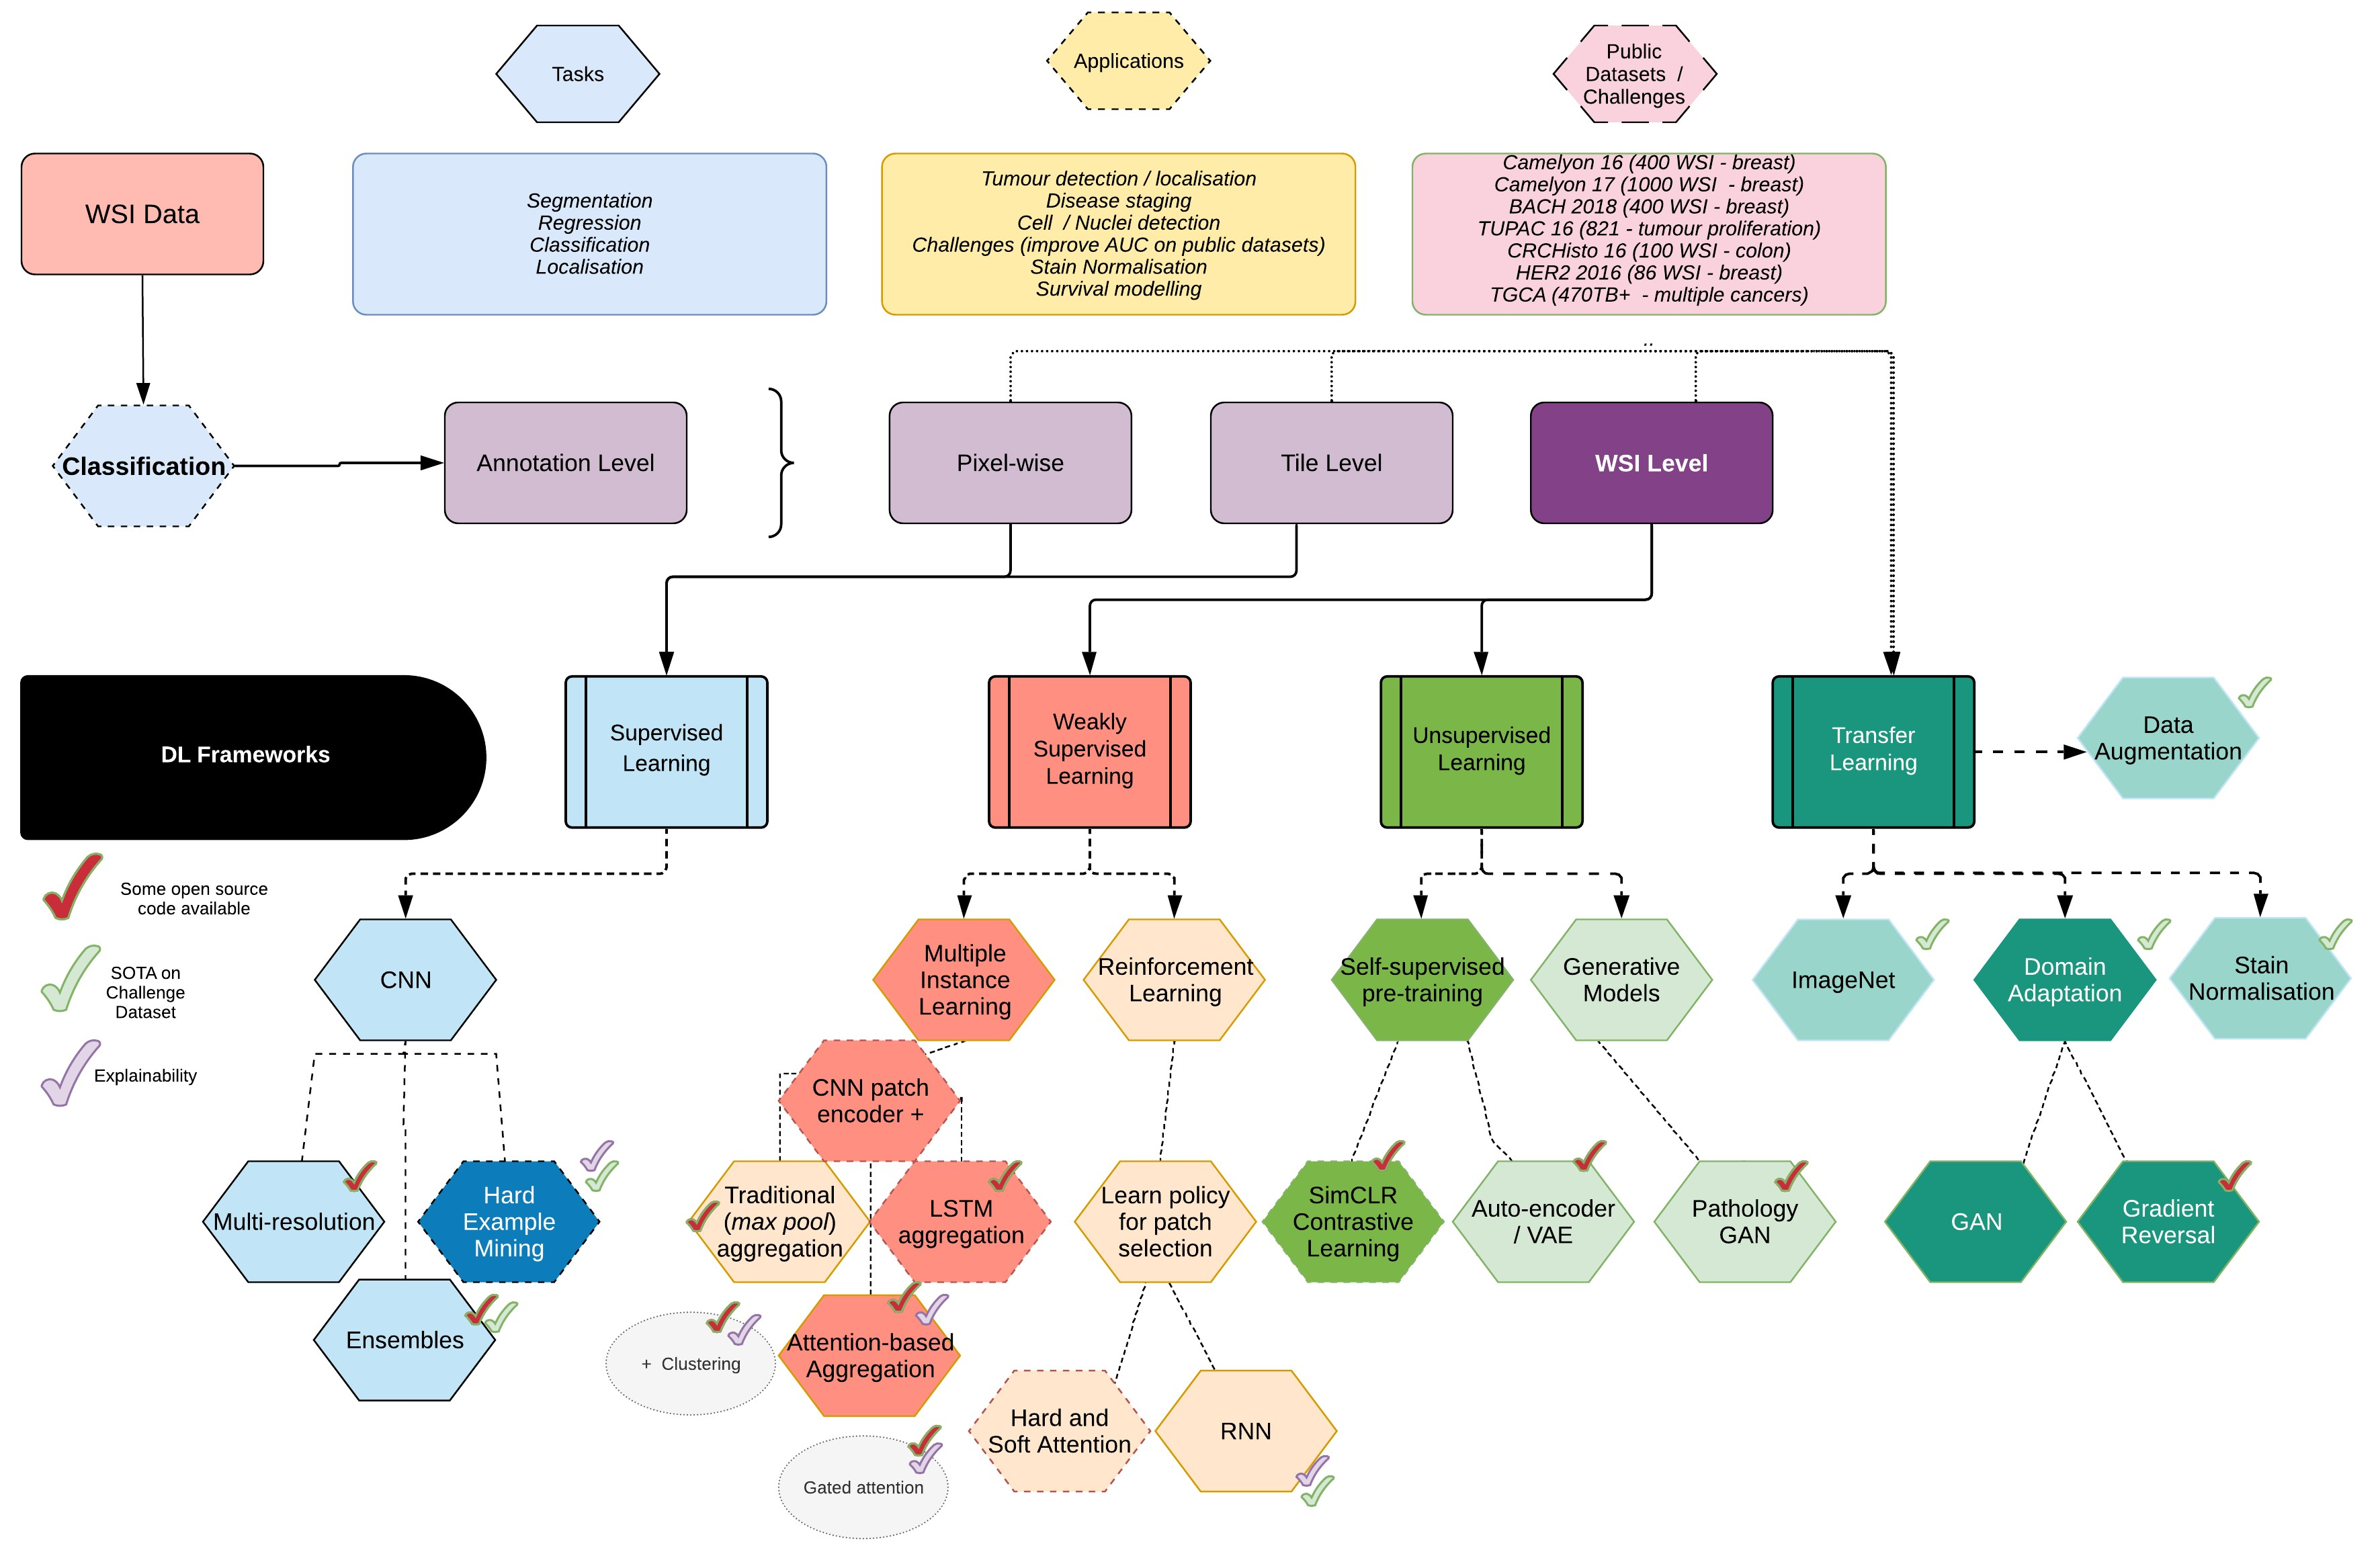 Tasks
Applications
Public
Datasets /
Challenges
WSI Data
Segmentation
Regression
Classification
Localisation
Tumour detection / localisation
Disease staging
Cell / Nuclei detection
Challenges (improve AUC on public datasets)
Stain Normalisation
Survival modelling
Camelyon 16 (400 WSI - breast)
Camelyon 17 (1000 WSI - breast)
BACH 2018 (400 WSI - breast)
TUPAC 16 (821 - tumour proliferation)
CRCHisto 16 (100 WSI - colon)
HER2 2016 (86 WSI - breast)
TGCA (470TB+ - multiple cancers)
Classification
Annotation Level
Pixel-wise
Tile Level
WSI Level
DL Frameworks
Supervised
Learning
Weakly
Supervised
Learning
Unsupervised
Learning
Transfer
Learning
Data
Augmentation
Some open source
code available
SOTA on
Challenge
Dataset
Explainability
CNN
Multiple
Instance
Learning
Reinforcement
Learning
Self-supervised
pre-training
Generative
Models
ImageNet
Domain
Adaptation
Stain
Normalisation
CNN patch
encoder +
Multi-resolution
Hard
Example
Mining
Ensembles
Traditional
(max pool)
aggregation
LSTM
aggregation
Learn policy
for patch
selection
SimCLR
Contrastive
Learning
Auto-encoder
/ VAE
Pathology
GAN
GAN
Gradient
Reversal
+ Clustering
Attention-based
Aggregation
Gated attention
Hard and
Soft Attention
RNN